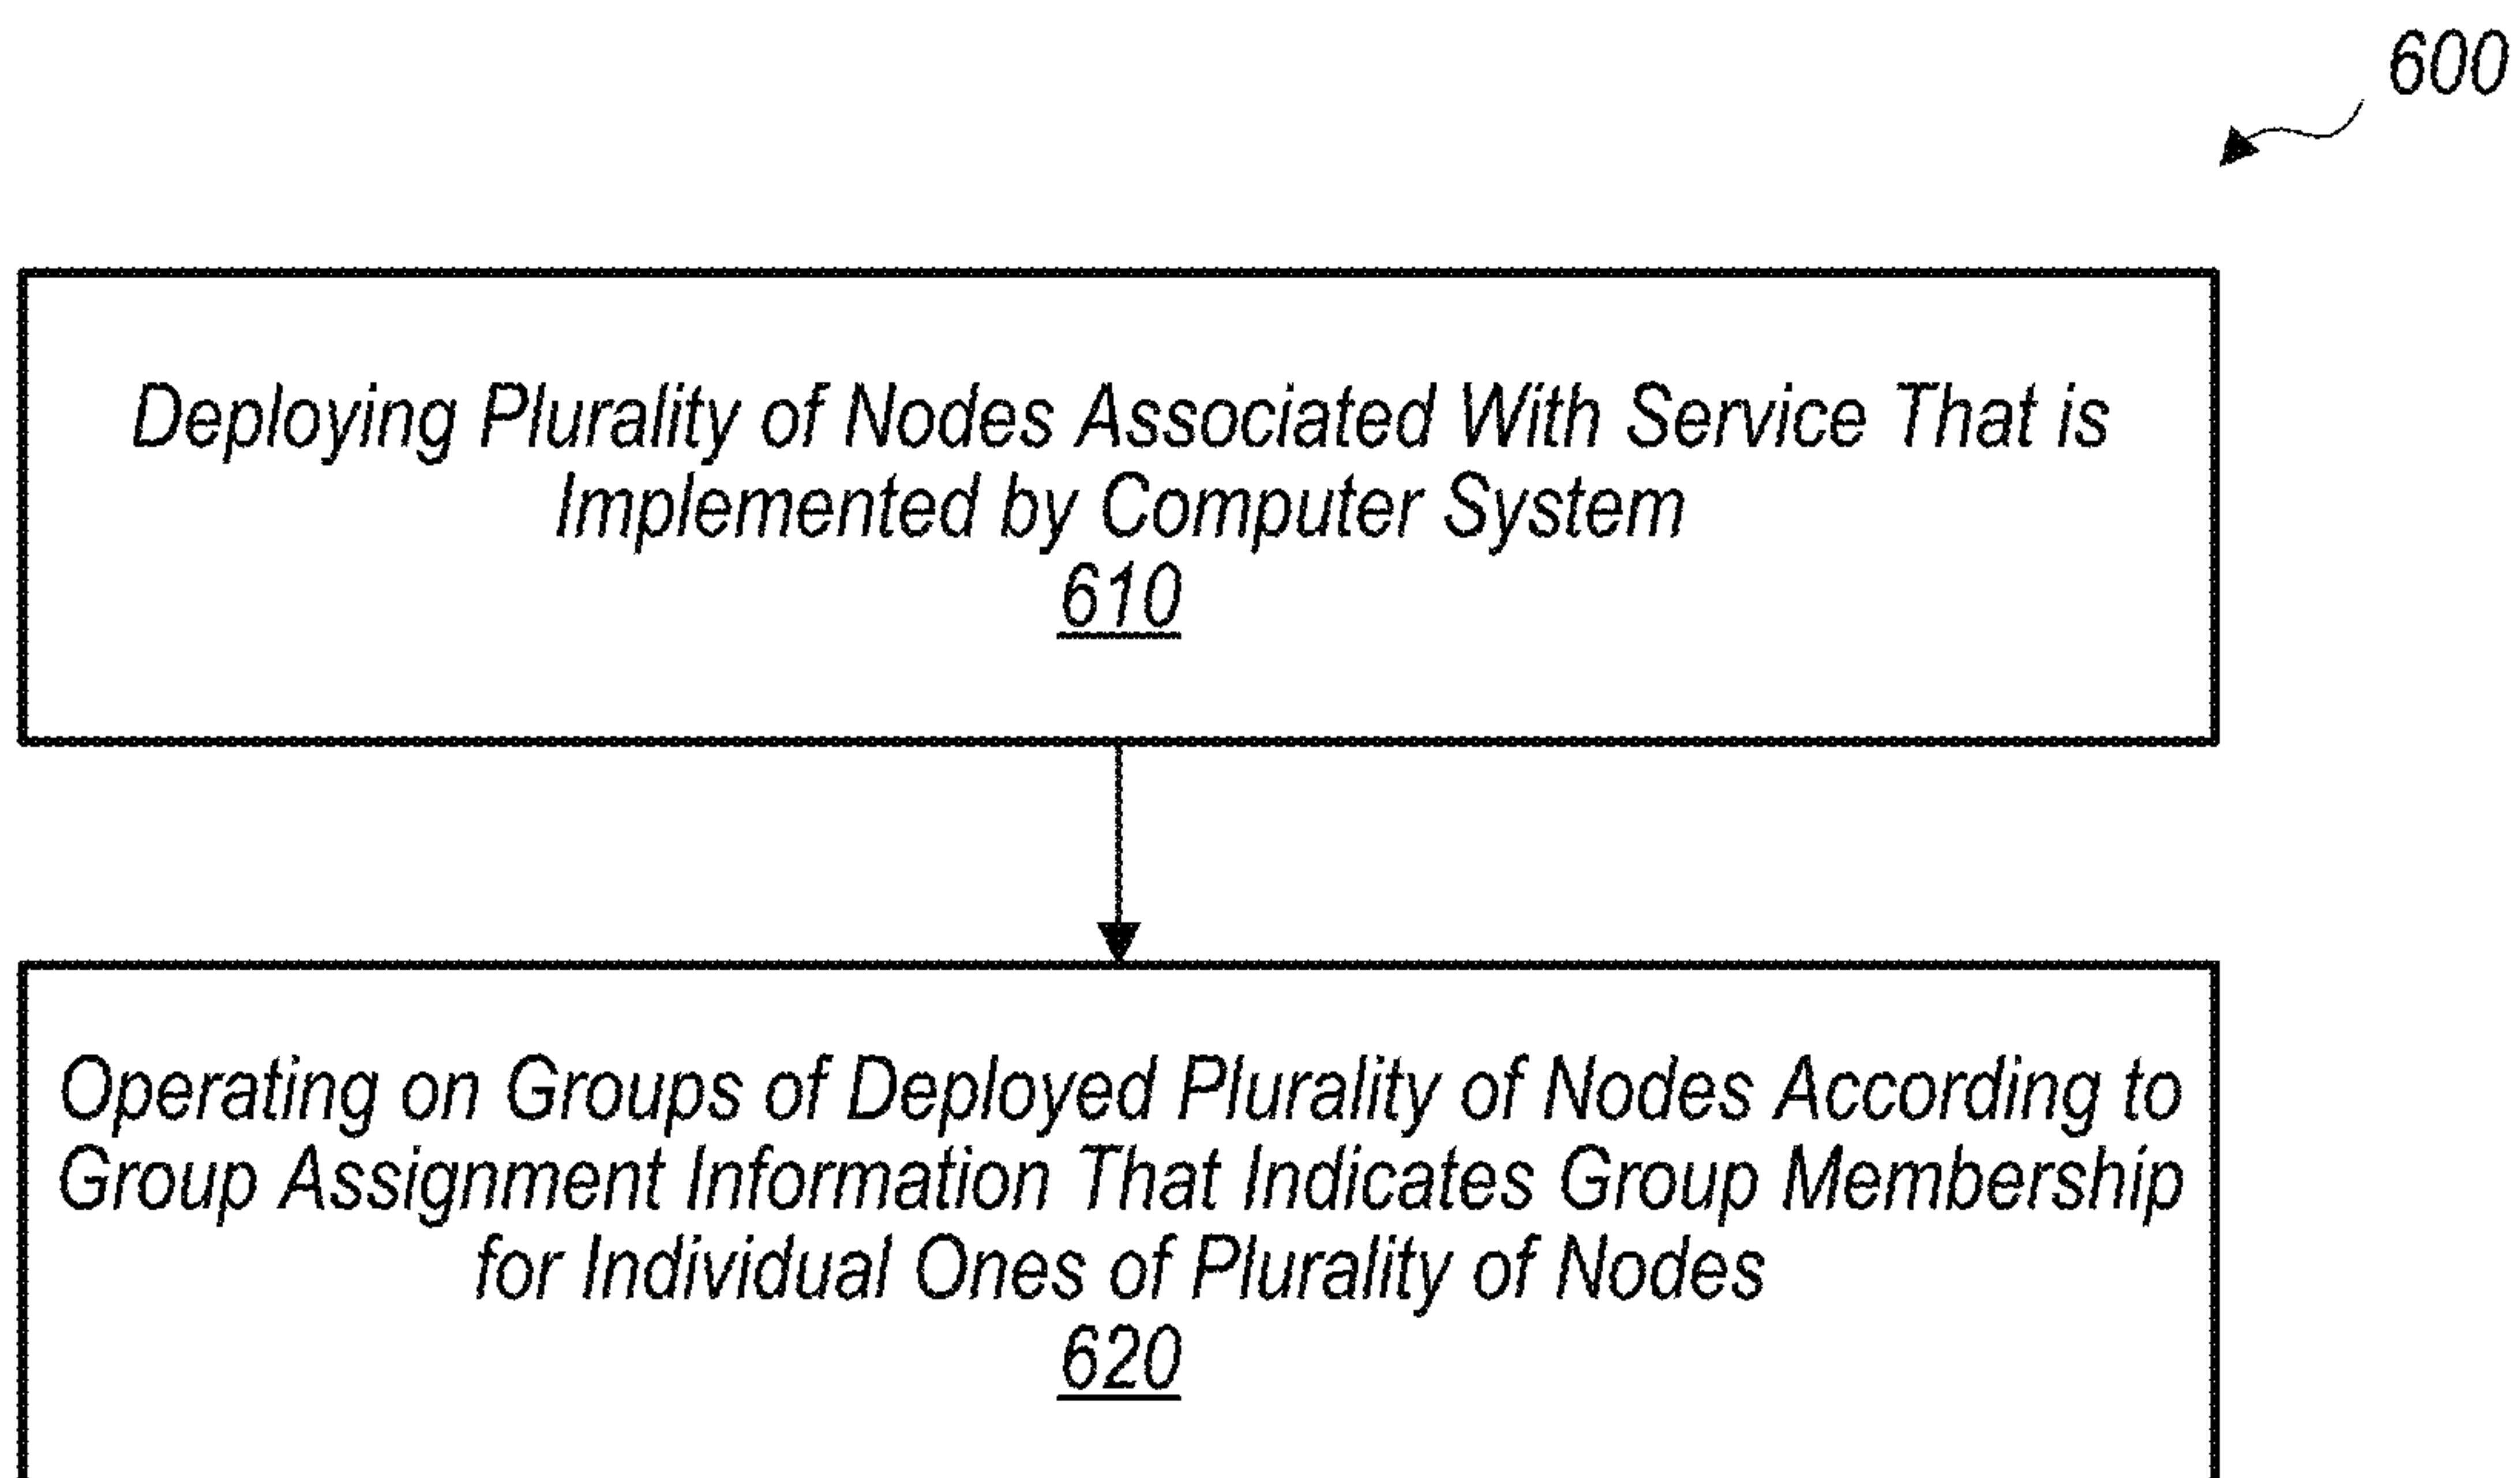 600
Deploying Plurality of Nodes Associated With Service That is
Implemented by Computer System
610
Operating on Groups of Deployed Plurality of Nodes According to
Group Assignment Information That Indicates Group Membership
for Individual Ones of Plurality of Nodes
620